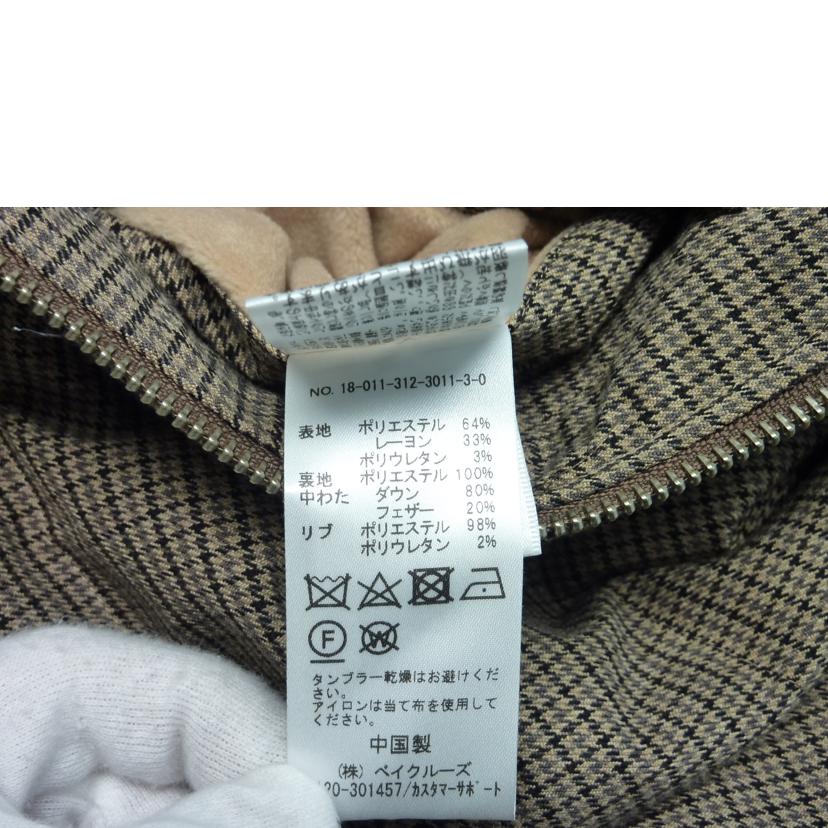 NO. 18-011-312-3011-3-0
表地 ポリエステル 64%
レーヨン 33%
ポリウレタン 3%
裏地 ポリエステル 100%
中わた ダウン 80%
フェザー 20%
リブ ポリエステル 98%
ポリウレタン 2%
F W
タンブラー乾燥はお避けくだ
さい。
アイロンは当て布を使用して
ください。
中国製
(株) ベイクルーズ
20-301457/カスタマーサポート